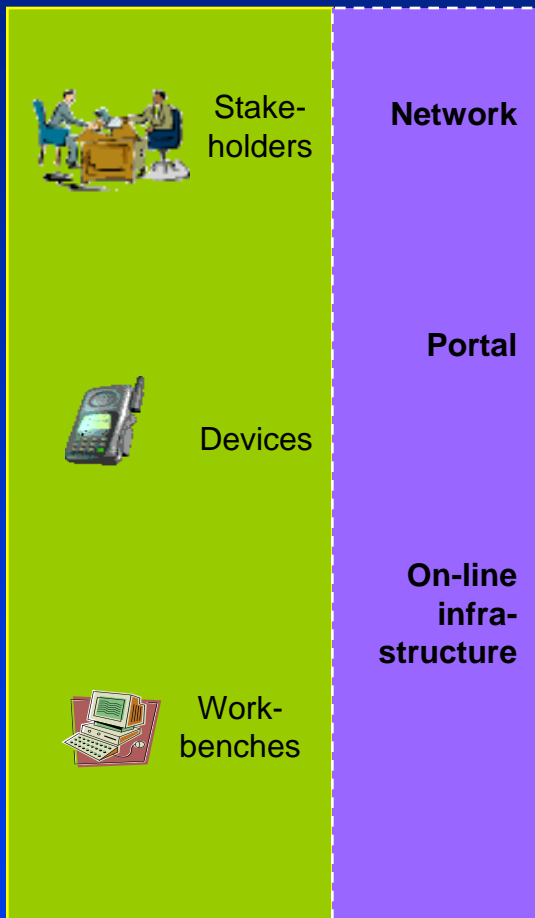 Stake-
holders
Devices
Work-
benches
Network
Portal
On-line
infra-
structure